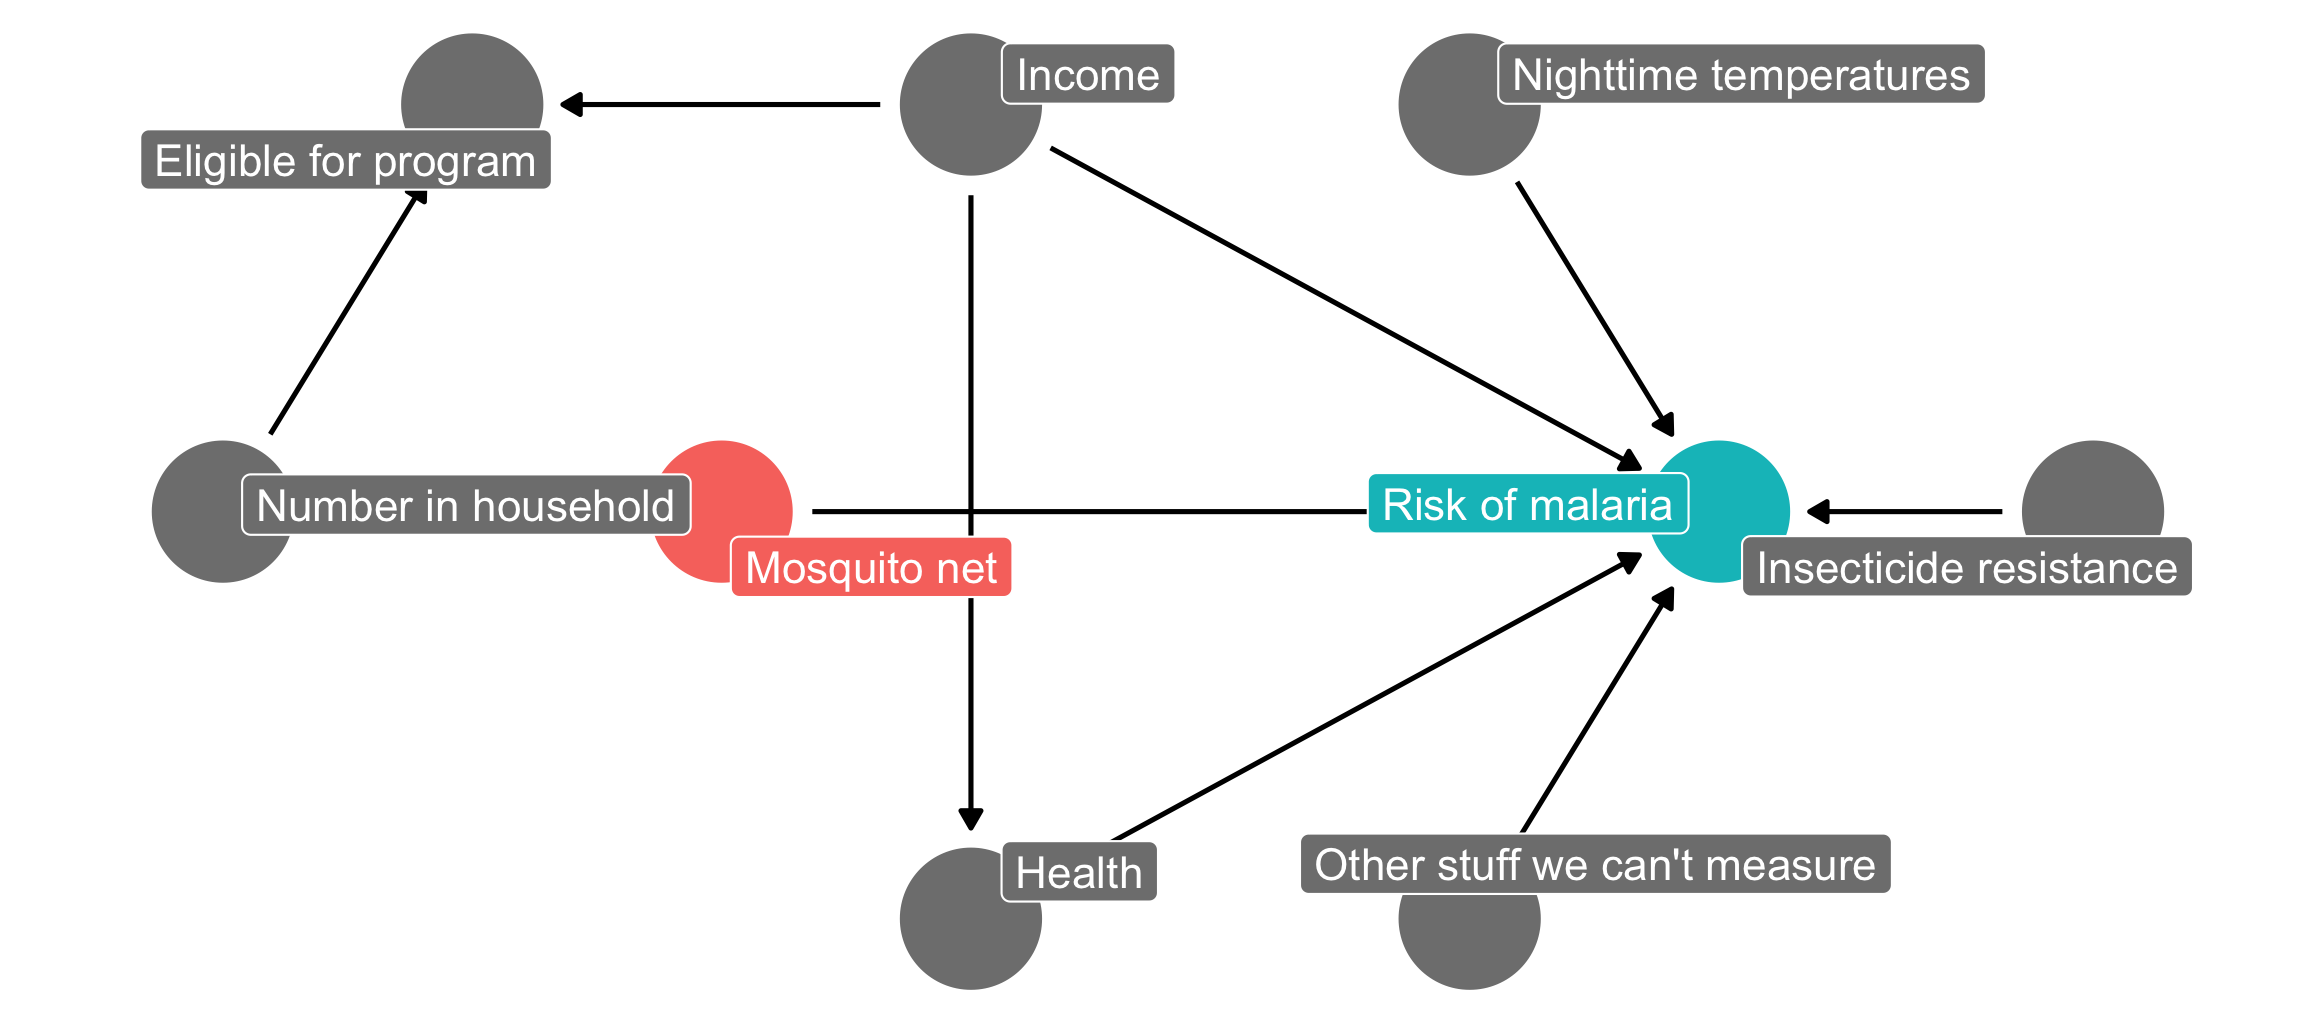 Income
Nighttime temperatures
Eligible for program
Number in household
Risk of malaria
Mosquito net
Insecticide resistance
Health
Other stuff we can't measure